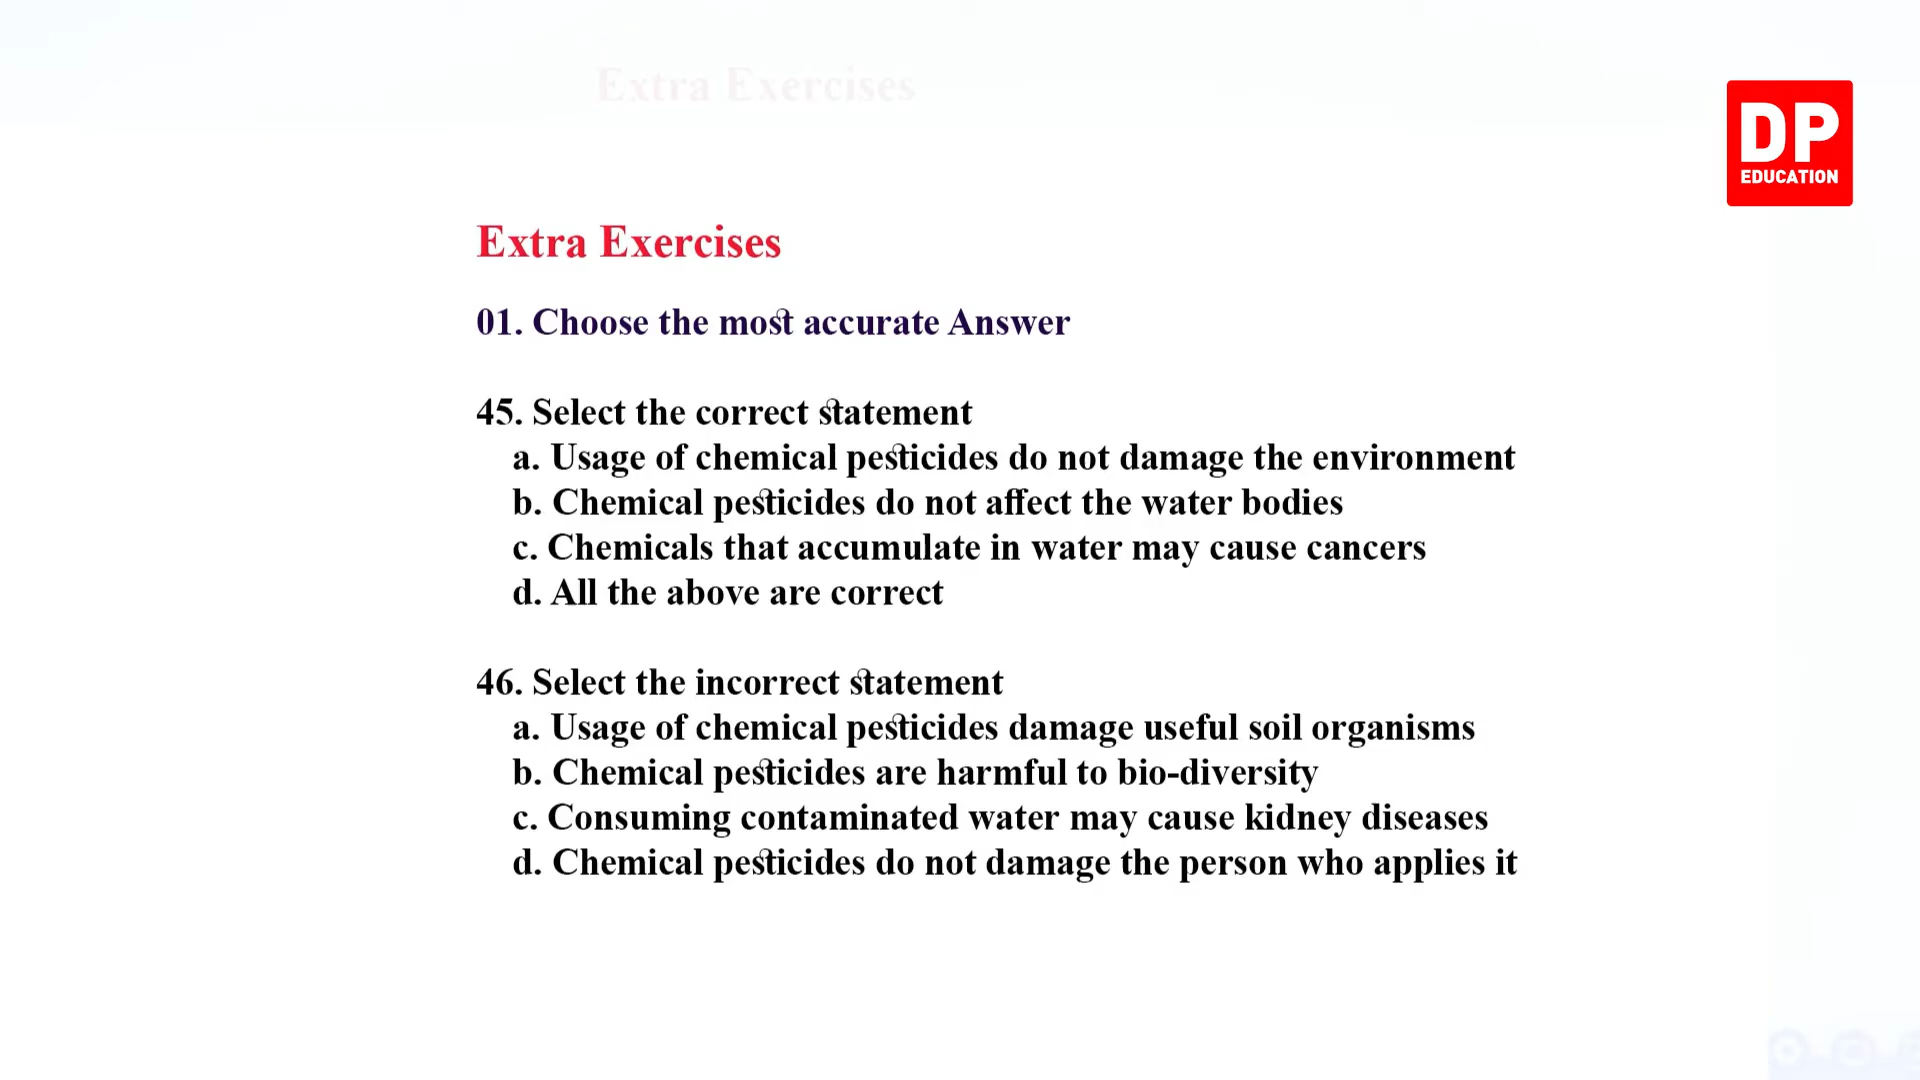 Extra Exercises
DP
EDUCATION
Extra Exercises
01. Choose the most accurate Answer
45. Select the correct statement
a. Usage of chemical pesticides do not damage the environment
b. Chemical pesticides do not affect the water bodies
c. Chemicals that accumulate in water may cause cancers
d. All the above are correct
46. Select the incorrect statement
a. Usage of chemical pesticides damage useful soil organisms
b. Chemical pesticides are harmful to bio-diversity
c. Consuming contaminated water may cause kidney diseases
d. Chemical pesticides do not damage the person who applies it